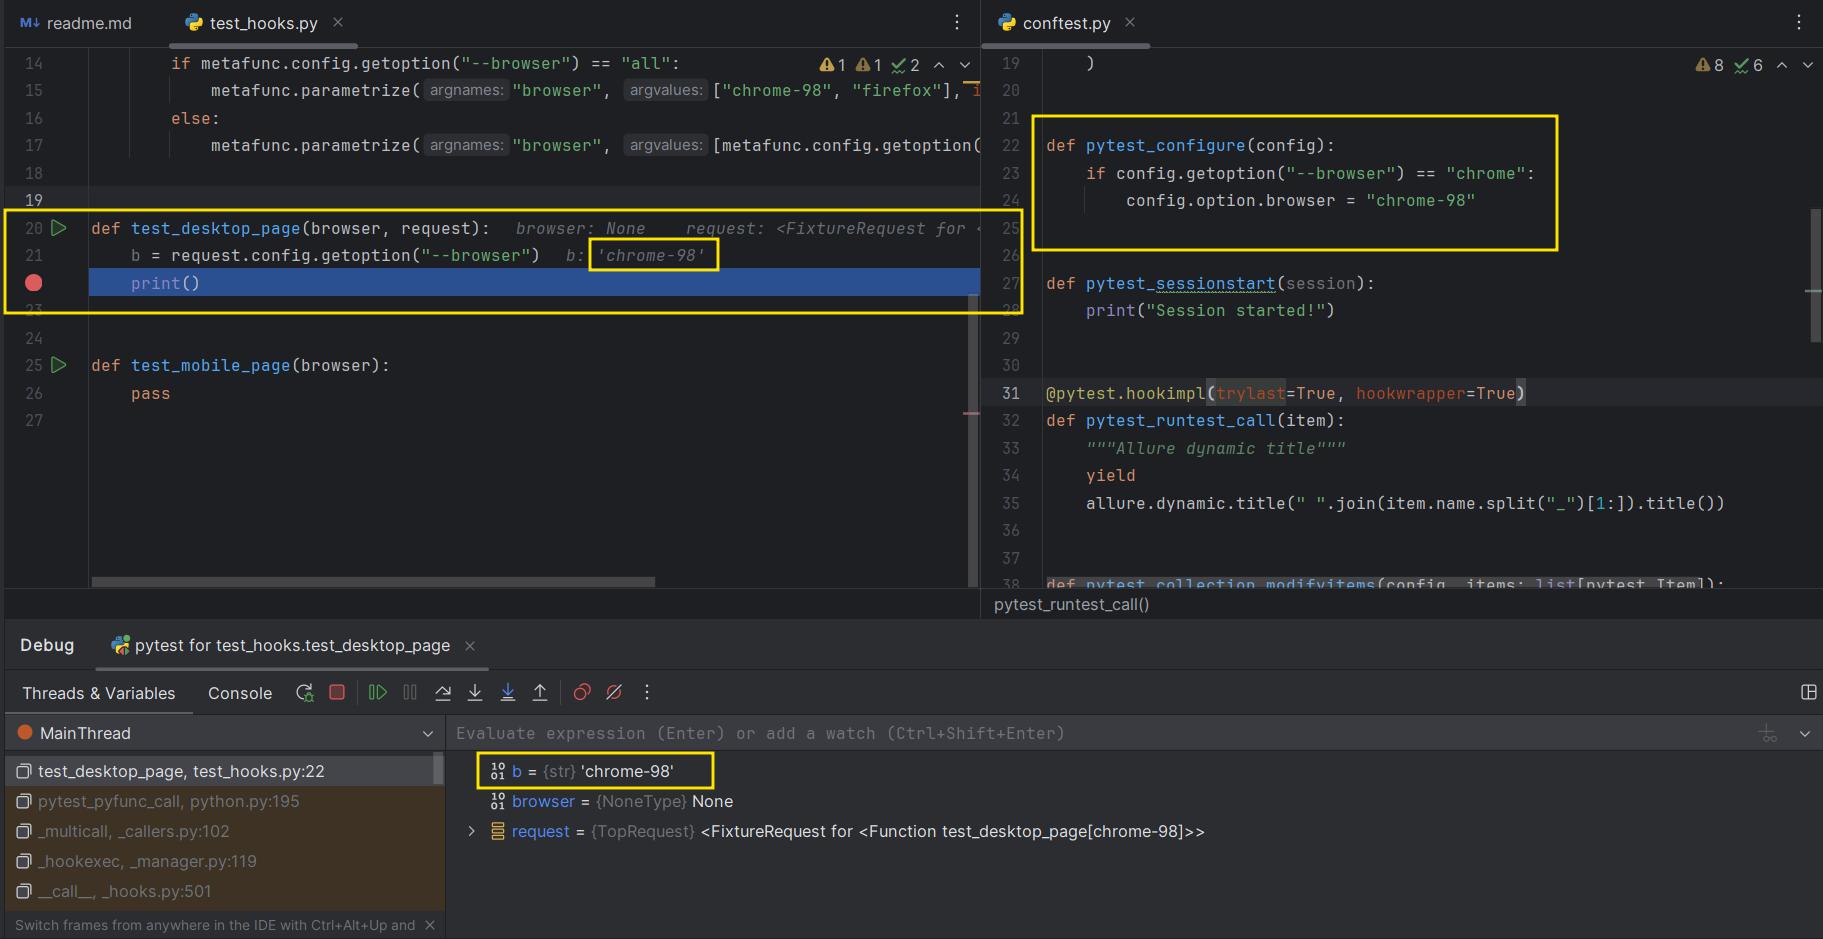 M↓ readme.md
test_hooks.py
14 if metafunc.config.getoption("--browser") == "all":
1 1 2
15 metafunc.parametrize( argnames: "browser", argvalues: ["chrome-98", "firefox"], i
16 else:
17 metafunc.parametrize( argnames: "browser", argvalues: [metafunc.config.getoption(
18
19
20 def test_desktop_page(browser, request): browser: None request: <FixtureRequest for <
21 b = request.config.getoption("--browser") b: 'chrome-98'
print()
23
24
25 def test_mobile_page(browser):
26 pass
27
conftest.py
19 )
8 6
20
21
22 def pytest_configure(config):
23 if config.getoption("--browser") == "chrome":
24 config.option.browser = "chrome-98"
25
26
27 def pytest_sessionstart(session):
28 print("Session started!")
29
30
31 @pytest.hookimpl(trylast=True, hookwrapper=True)
32 def pytest_runtest_call(item):
33 """Allure dynamic title"""
34 yield
35 allure.dynamic.title(" ".join(item.name.split("_")[1:]).title())
36
37
38 def pytest_collection_modifyitems(config, items: list[pytest.Item]):
pytest_runtest_call()
Debug
pytest for test_hooks.test_desktop_page
Threads & Variables
Console
MainThread
Evaluate expression (Enter) or add a watch (Ctrl+Shift+Enter)
test_desktop_page, test_hooks.py:22
pytest_pyfunc_call, python.py:195
_multicall, _callers.py:102
_hookexec, _manager.py:119
__call__, _hooks.py:501
Switch frames from anywhere in the IDE with Ctrl+Alt+Up and
b = {str} 'chrome-98'
browser = {NoneType} None
request = {TopRequest} <FixtureRequest for <Function test_desktop_page[chrome-98]>>